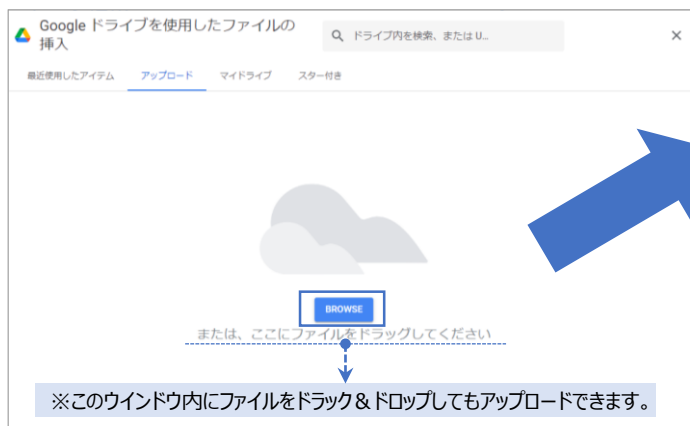 Google ドライブを使用したファイルの
挿入
ドライブ内を検索、または U...
最近使用したアイテム アップロード マイドライブ スター付き
BROWSE
または、ここにファイルをドラッグしてください
※このウインドウ内にファイルをドラック＆ドロップしてもアップロードできます。